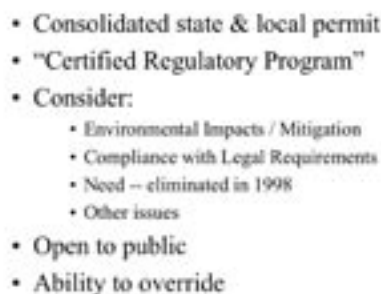 • Consolidated state & local permit
• “Certified Regulatory Program”
• Consider:
• Environmental Impacts / Mitigation
• Compliance with Legal Requirements
• Need -- eliminated in 1998
• Other issues
• Open to public
• Ability to override